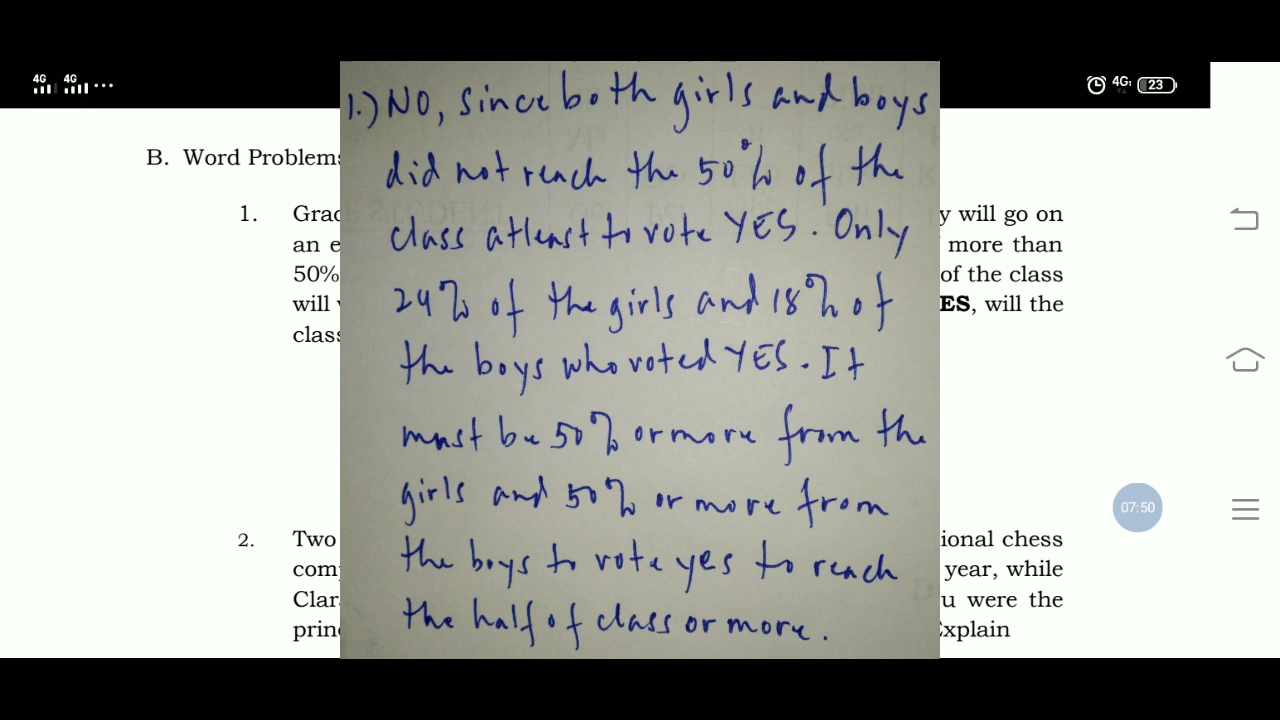 4G 4G
4G 23
B. Word Problems
1. Grad
y will go on
an e
more than
50%
of the class
will
ES, will the
class
2. Two
ional chess
com
year, while
Clar
u were the
prin
Explain
1.) NO, since both girls and boys
did not reach the 50% of the
class atleast to vote YES. Only
24% of the girls and 18% of
the boys who voted YES. It
must be 50% or more from the
girls and 50% or more from
the boys to vote yes to reach
the half of class or more.
07:50